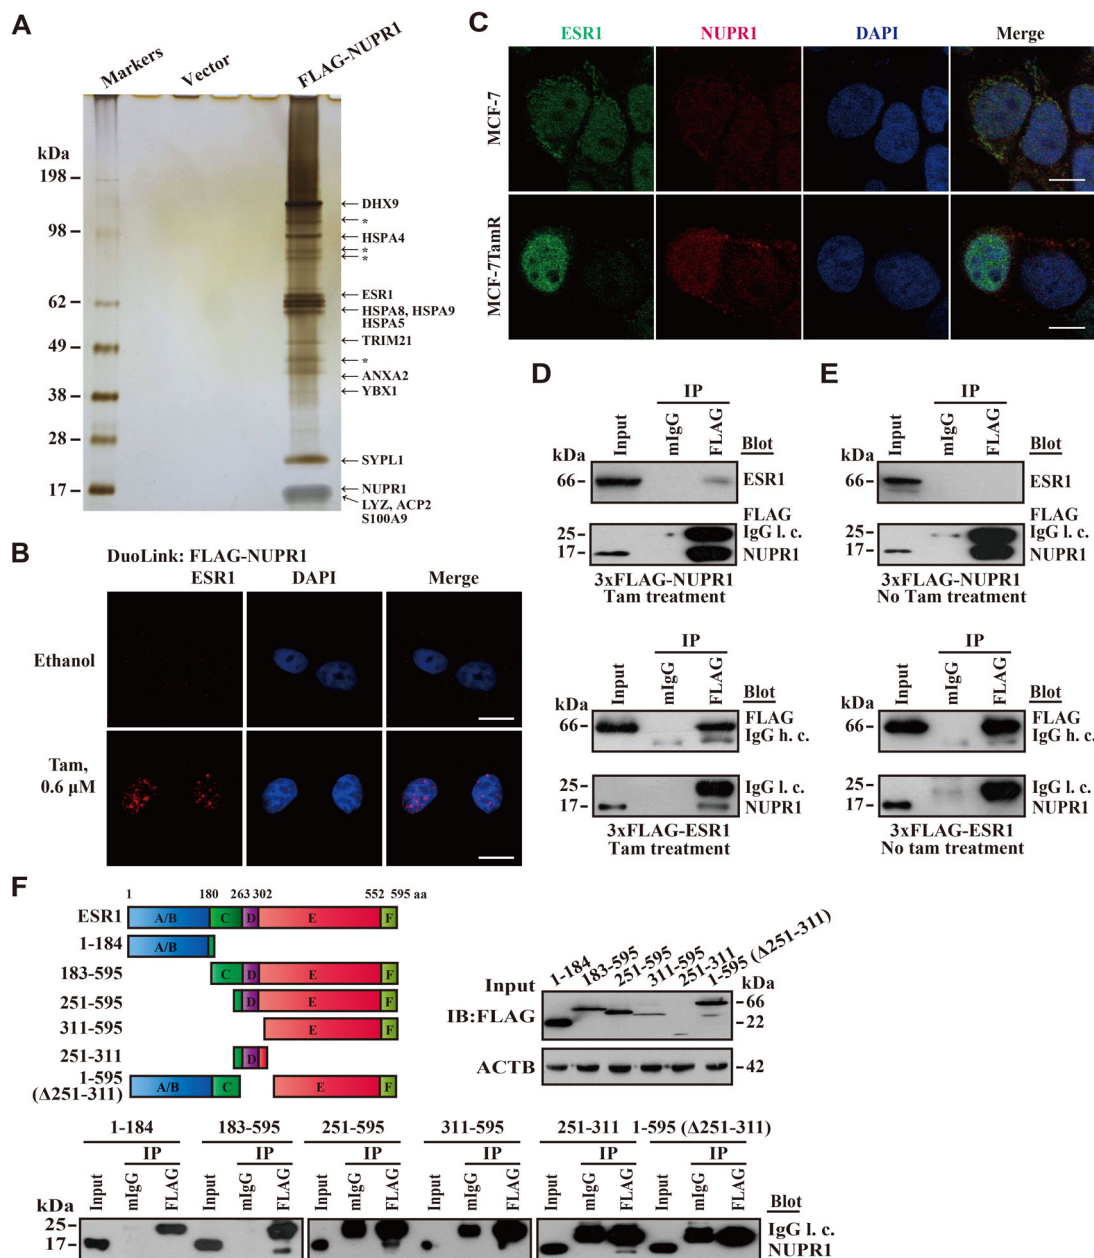 A
Markers
Vector
FLAG-NUPR1
kDa
198
98
62
49
38
28
17
DHX9
*
HSPA4
*
*
ESR1
HSPA8, HSPA9
HSPA5
TRIM21
*
ANXA2
YBX1
SYPL1
NUPR1
LYZ, ACP2
S100A9
B
DuoLink: FLAG-NUPR1
ESR1 DAPI Merge
Ethanol
Tam,
0.6 µM
C
ESR1 NUPR1 DAPI Merge
MCF-7
MCF-7TamR
D
IP
Input mIgG FLAG Blot
kDa
66 ESR1
FLAG
25 IgG l. c.
17 NUPR1
3xFLAG-NUPR1
Tam treatment
IP
Input mIgG FLAG Blot
kDa
66 FLAG
IgG h. c.
25 IgG l. c.
17 NUPR1
3xFLAG-ESR1
Tam treatment
E
IP
Input mIgG FLAG Blot
kDa
66 ESR1
FLAG
25 IgG l. c.
17 NUPR1
3xFLAG-NUPR1
No Tam treatment
IP
Input mIgG FLAG Blot
kDa
66 FLAG
IgG h. c.
25 IgG l. c.
17 NUPR1
3xFLAG-ESR1
No tam treatment
F
1 180 263 302 552 595 aa
ESR1 A/B C D E F
1-184 A/B
183-595 C D E F
251-595 D E F
311-595 E F
251-311 D
1-595
(Δ251-311) A/B C E F
Input 1-184 183-595 251-595 311-595 251-311 1-595 (Δ251-311)
kDa
IB:FLAG 66
22
ACTB 42
1-184 183-595 251-595 311-595 251-311 1-595 (Δ251-311)
IP IP IP IP IP IP
Input mIgG FLAG Input mIgG FLAG Input mIgG FLAG Input mIgG FLAG Input mIgG FLAG Input mIgG FLAG Blot
kDa
25 IgG l. c.
17 NUPR1